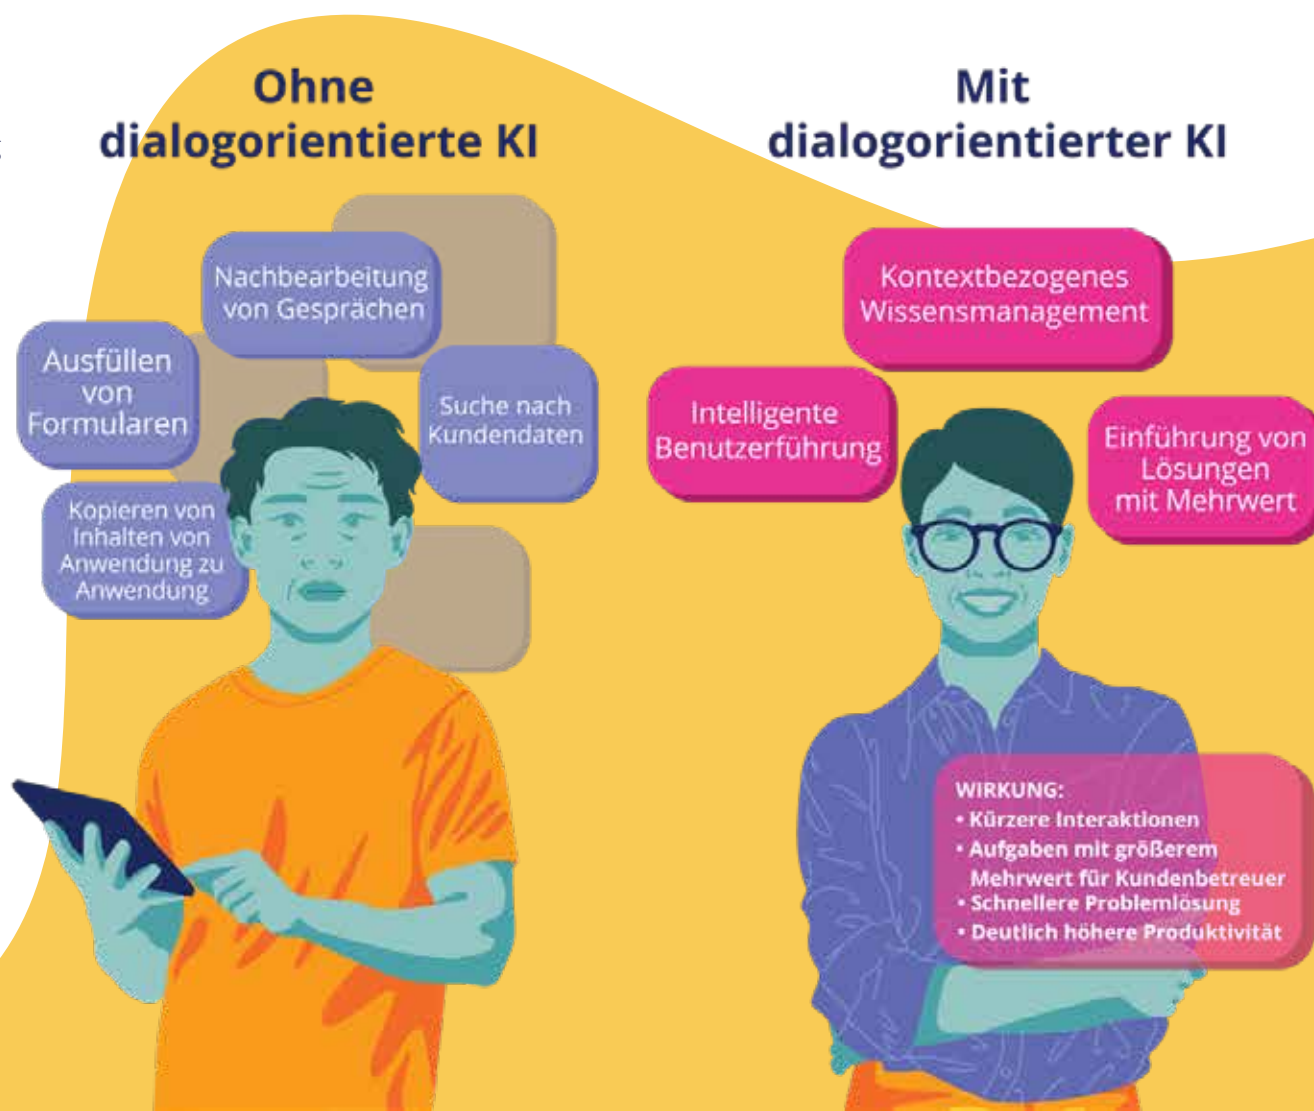 Ohne
dialogorientierte KI
Nachbearbeitung
von Gesprächen
Ausfüllen
von
Formularen
Suche nach
Kundendaten
Kopieren von
Inhalten von
Anwendung zu
Anwendung
Mit
dialogorientierter KI
Kontextbezogenes
Wissensmanagement
Intelligente
Benutzerführung
Einführung von
Lösungen
mit Mehrwert
WIRKUNG:
• Kürzere Interaktionen
• Aufgaben mit größerem
Mehrwert für Kundenbetreuer
• Schnellere Problemlösung
• Deutlich höhere Produktivität